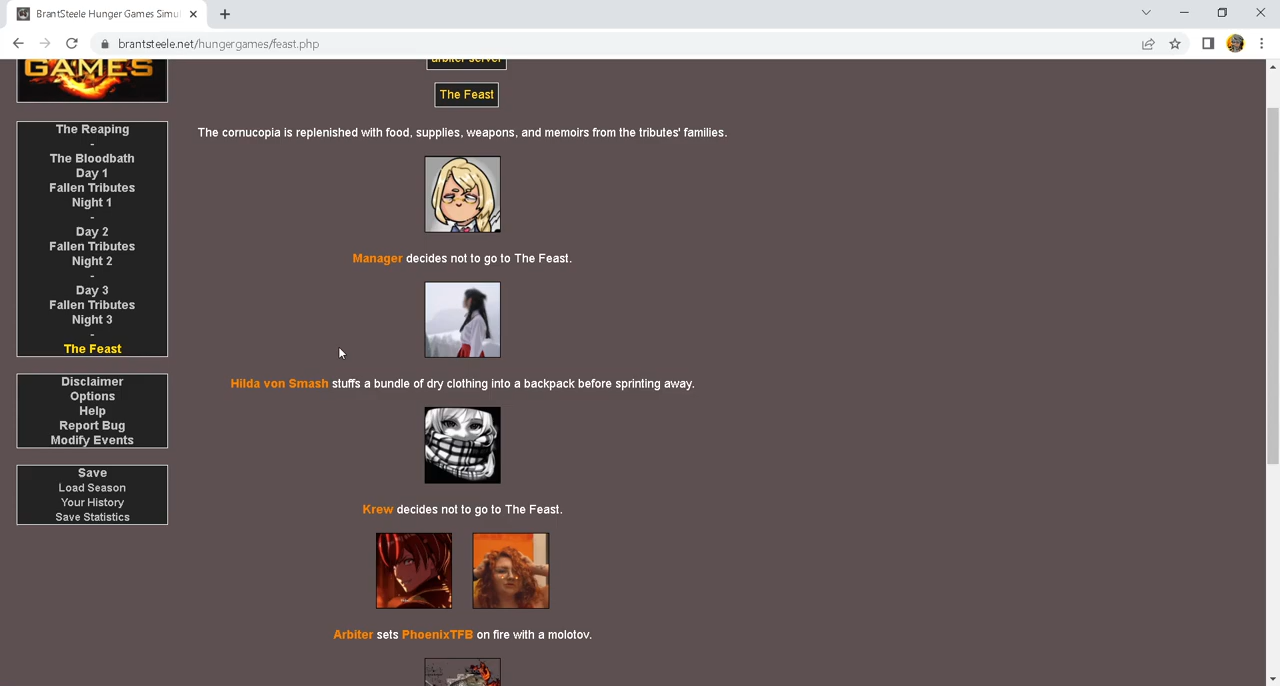 BrantSteele Hunger Games Simu
brantsteele.net/hungergames/feast.php
GAMES
The Reaping
-
The Bloodbath
Day 1
Fallen Tributes
Night 1
-
Day 2
Fallen Tributes
Night 2
-
Day 3
Fallen Tributes
Night 3
-
The Feast
Disclaimer
Options
Help
Report Bug
Modify Events
Save
Load Season
Your History
Save Statistics
arbiter server
The Feast
The cornucopia is replenished with food, supplies, weapons, and memoirs from the tributes' families.
Manager decides not to go to The Feast.
Hilda von Smash stuffs a bundle of dry clothing into a backpack before sprinting away.
Krew decides not to go to The Feast.
Arbiter sets PhoenixTFB on fire with a molotov.